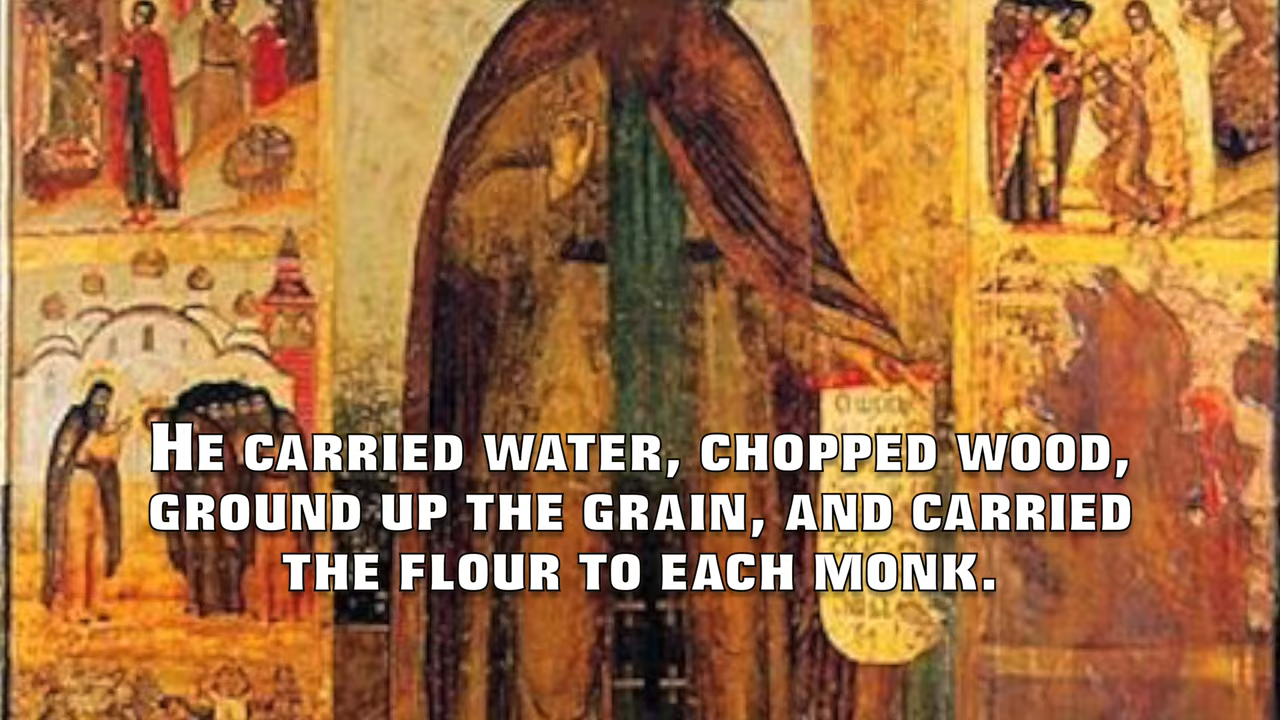 He carried water, chopped wood,
ground up the grain, and carried
the flour to each monk.